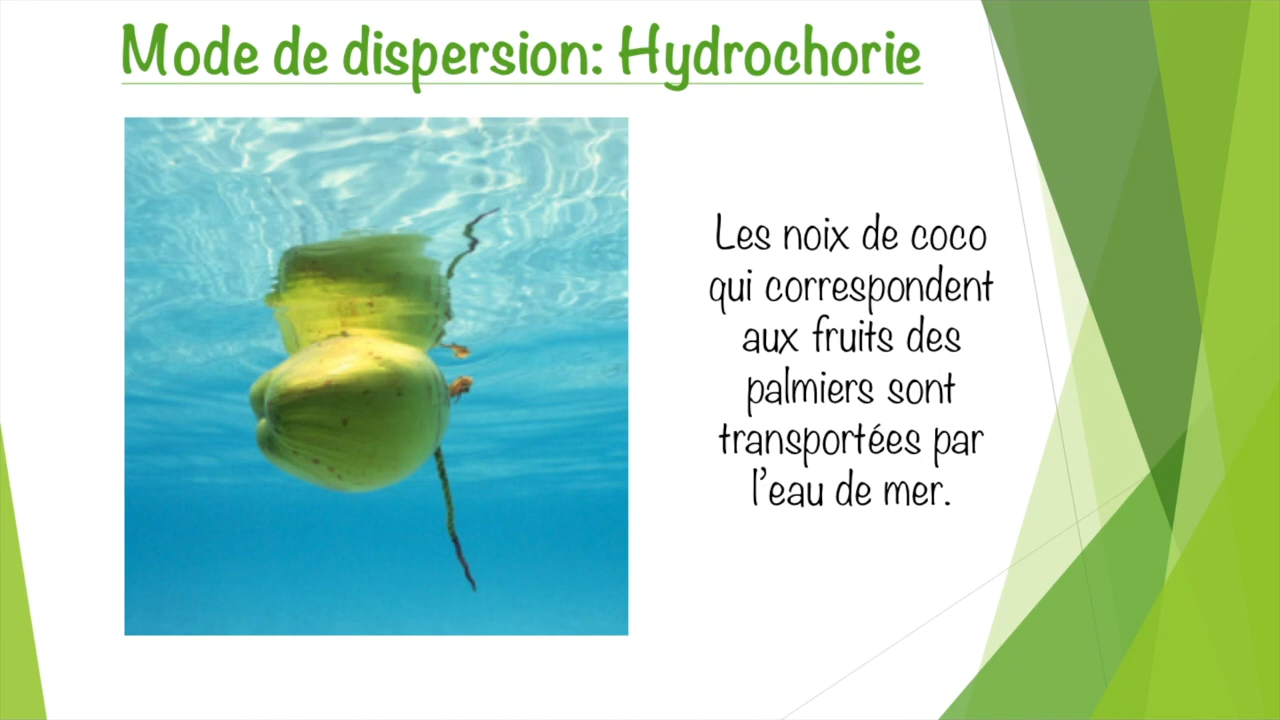 Mode de dispersion: Hydrochorie
Les noix de coco
qui correspondent
aux fruits des
palmiers sont
transportées par
l'eau de mer.